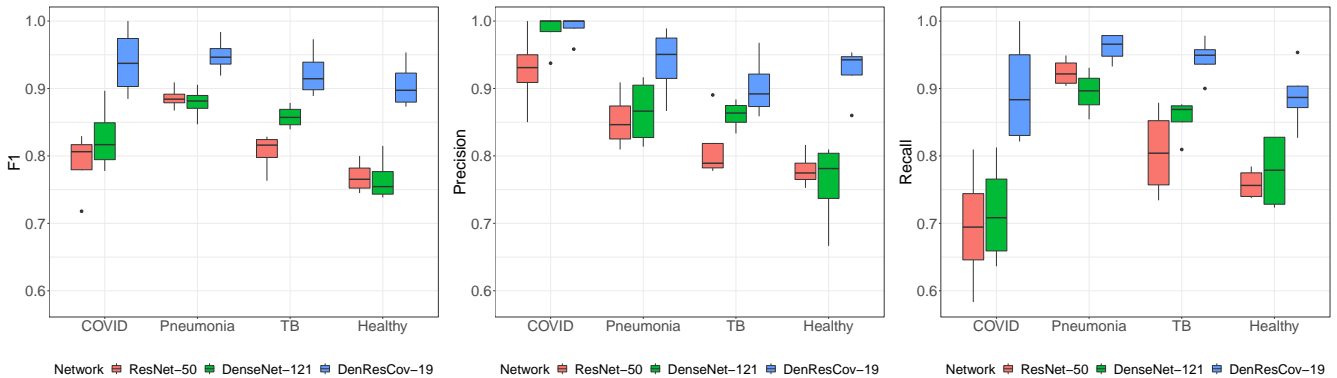 F1
1.0
0.9
0.8
0.7
0.6
COVID Pneumonia TB Healthy
Network ResNet−50 DenseNet−121 DenResCov−19
Precision
1.0
0.9
0.8
0.7
0.6
COVID Pneumonia TB Healthy
Network ResNet−50 DenseNet−121 DenResCov−19
Recall
1.0
0.9
0.8
0.7
0.6
COVID Pneumonia TB Healthy
Network ResNet−50 DenseNet−121 DenResCov−19